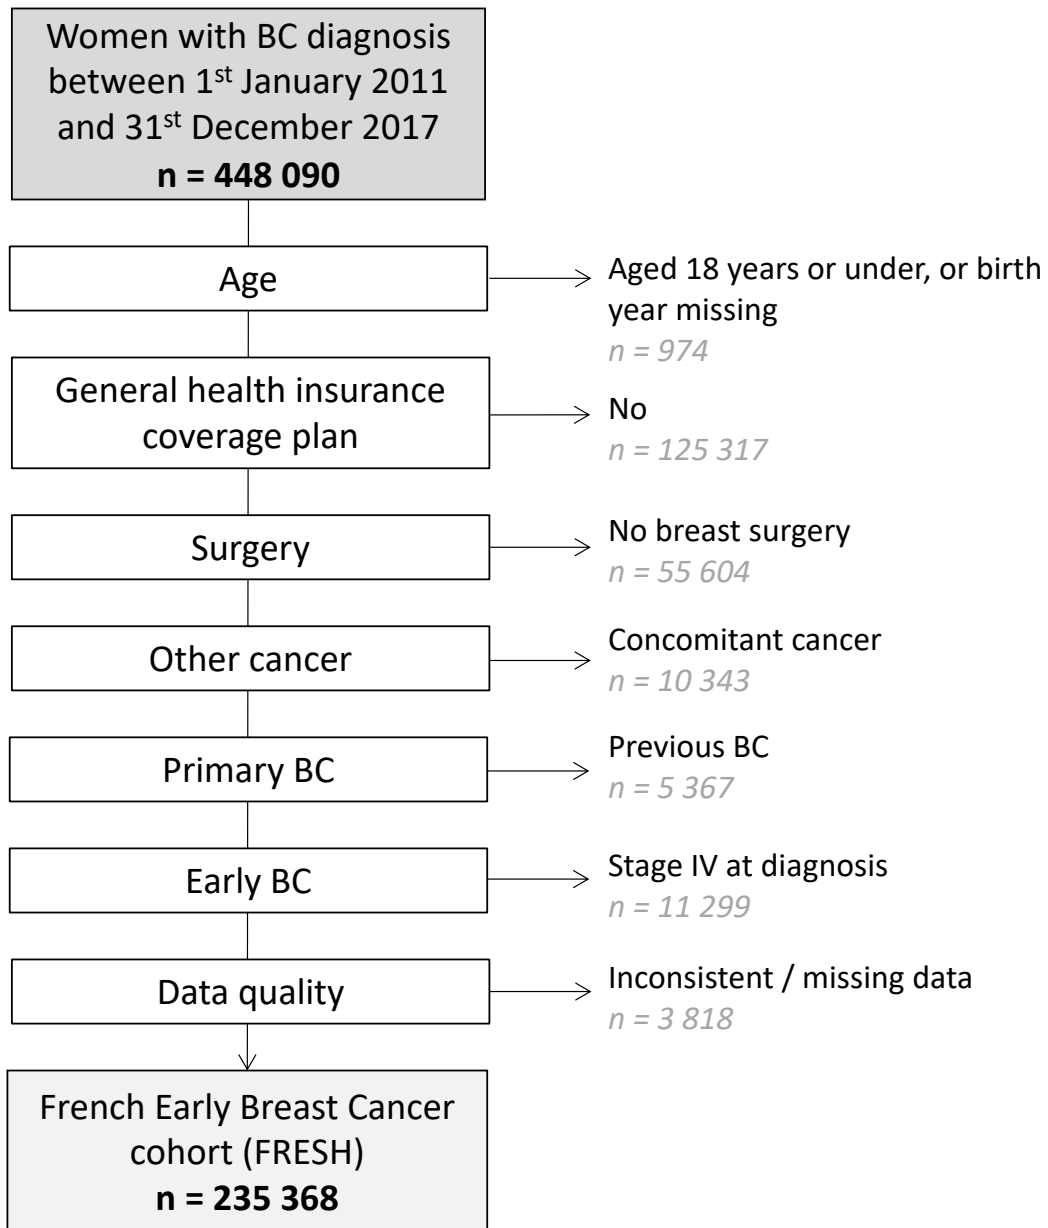 Women with BC diagnosis
between 1st January 2011
and 31st December 2017
n = 448 090
Age
Aged 18 years or under, or birth
year missing
n = 974
General health insurance
coverage plan
No
n = 125 317
Surgery
No breast surgery
n = 55 604
Other cancer
Concomitant cancer
n = 10 343
Primary BC
Previous BC
n = 5 367
Early BC
Stage IV at diagnosis
n = 11 299
Data quality
Inconsistent / missing data
n = 3 818
French Early Breast Cancer
cohort (FRESH)
n = 235 368